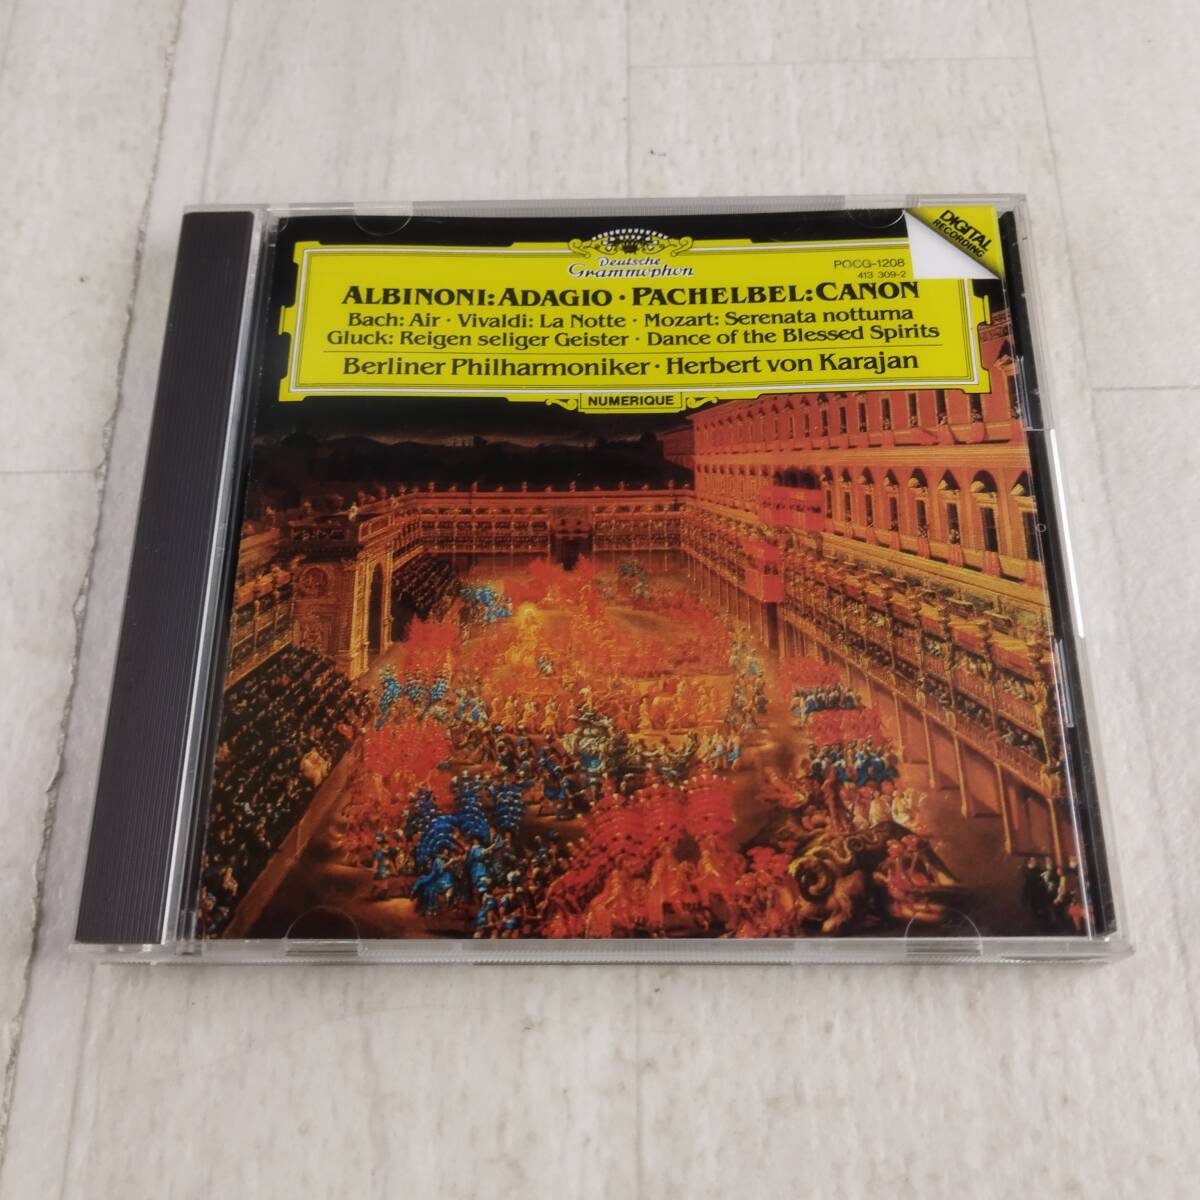 Deutsche
Grammophon
POCG-1208
413 309-2
DIGITAL
RECORDING
ALBINONI: ADAGIO · PACHELBEL: CANON
Bach: Air · Vivaldi: La Notte · Mozart: Serenata notturna
Gluck: Reigen seliger Geister · Dance of the Blessed Spirits
Berliner Philharmoniker · Herbert von Karajan
NUMERIQUE